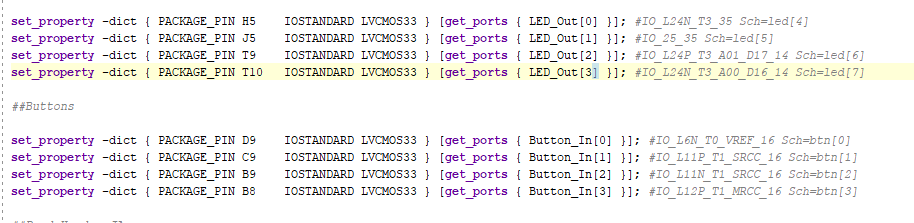 set_property -dict { PACKAGE_PIN H5    IOSTANDARD LVCMOS33 } [get_ports { LED_Out[0] }]; #IO_L24N_T3_35 Sch=led[4]
set_property -dict { PACKAGE_PIN J5    IOSTANDARD LVCMOS33 } [get_ports { LED_Out[1] }]; #IO_25_35 Sch=led[5]
set_property -dict { PACKAGE_PIN T9    IOSTANDARD LVCMOS33 } [get_ports { LED_Out[2] }]; #IO_L24P_T3_A01_D17_14 Sch=led[6]
set_property -dict { PACKAGE_PIN T10   IOSTANDARD LVCMOS33 } [get_ports { LED_Out[3] }]; #IO_L24N_T3_A00_D16_14 Sch=led[7]
##Buttons
set_property -dict { PACKAGE_PIN D9    IOSTANDARD LVCMOS33 } [get_ports { Button_In[0] }]; #IO_L6N_T0_VREF_16 Sch=btn[0]
set_property -dict { PACKAGE_PIN C9    IOSTANDARD LVCMOS33 } [get_ports { Button_In[1] }]; #IO_L11P_T1_SRCC_16 Sch=btn[1]
set_property -dict { PACKAGE_PIN B9    IOSTANDARD LVCMOS33 } [get_ports { Button_In[2] }]; #IO_L11N_T1_SRCC_16 Sch=btn[2]
set_property -dict { PACKAGE_PIN B8    IOSTANDARD LVCMOS33 } [get_ports { Button_In[3] }]; #IO_L12P_T1_MRCC_16 Sch=btn[3]